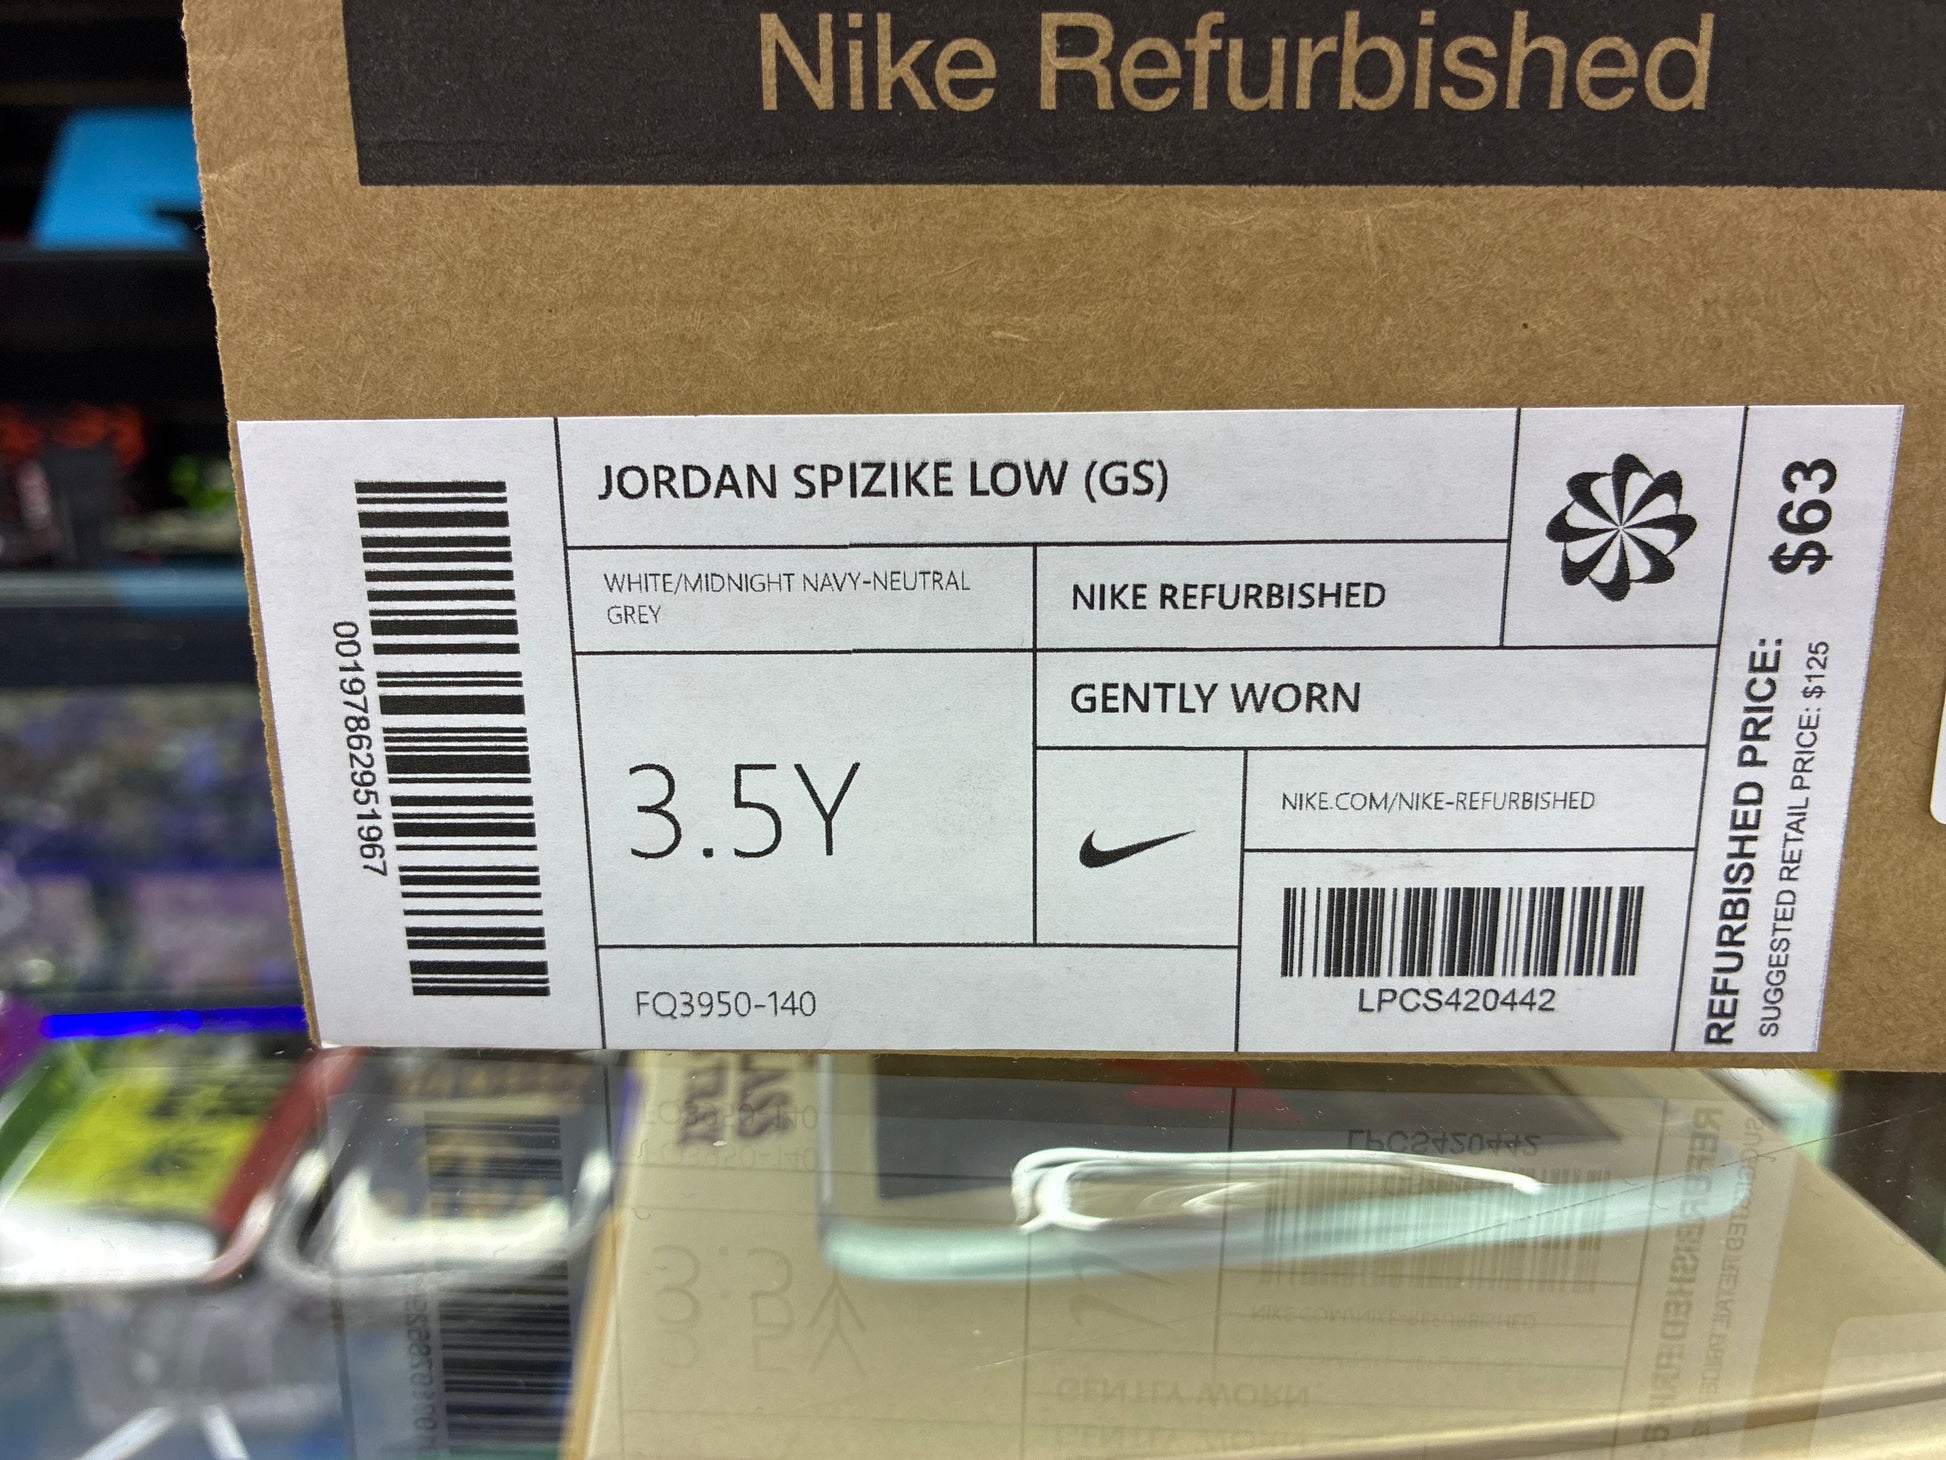 Nike Refurbished
JORDAN SPIZIKE LOW (GS)
WHITE/MIDNIGHT NAVY-NEUTRAL
GREY
NIKE REFURBISHED
GENTLY WORN
3.5Y
NIKE.COM/NIKE-REFURBISHED
FQ3950-140
LPCS420442
00197862951967
REFURBISHED PRICE: $63
SUGGESTED RETAIL PRICE: $125